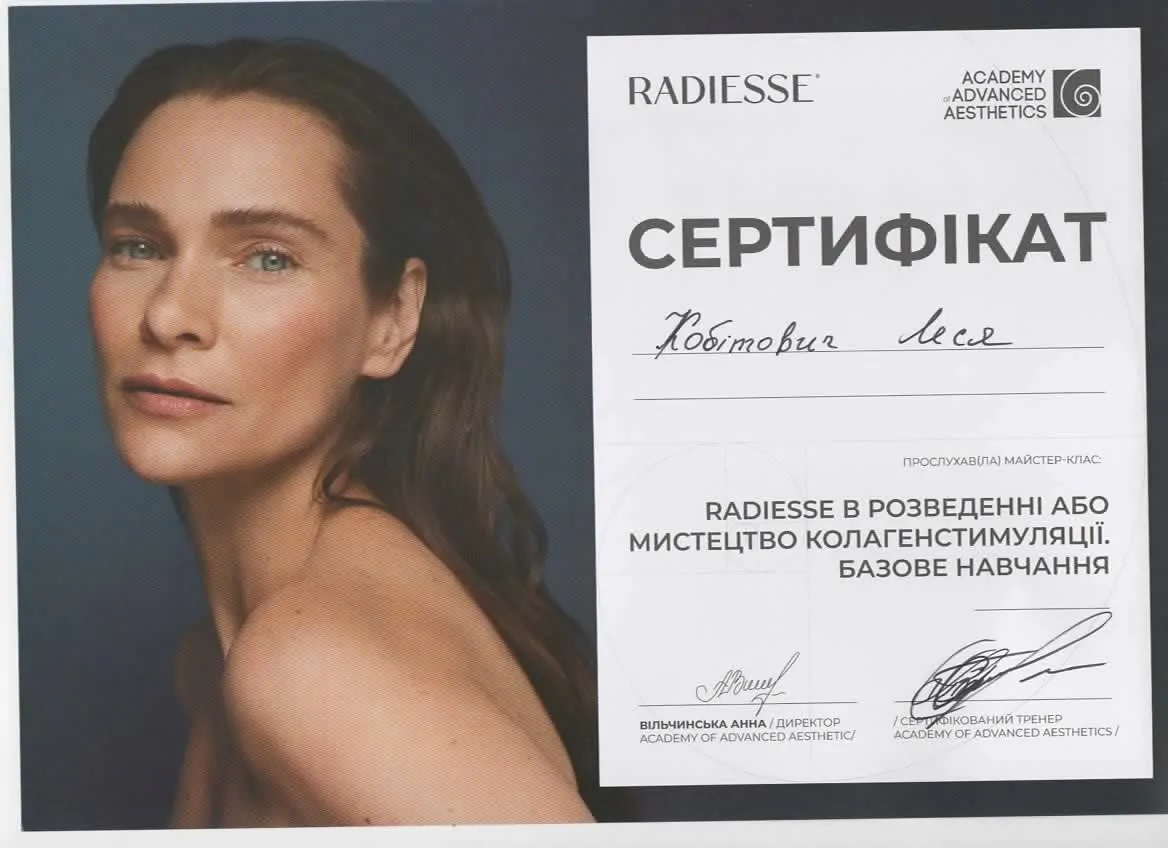 RADIESSE®
ACADEMY
of ADVANCED
AESTHETICS
СЕРТИФІКАТ
Кобітович Леся
ПРОСЛУХАВ(ЛА) МАЙСТЕР-КЛАС:
RADIESSE В РОЗВЕДЕННІ АБО
МИСТЕЦТВО КОЛАГЕНСТИМУЛЯЦІЇ.
БАЗОВЕ НАВЧАННЯ
ВІЛЬЧИНСЬКА АННА / ДИРЕКТОР
ACADEMY OF ADVANCED AESTHETIC/
/ СЕРТИФІКОВАНИЙ ТРЕНЕР
ACADEMY OF ADVANCED AESTHETICS /